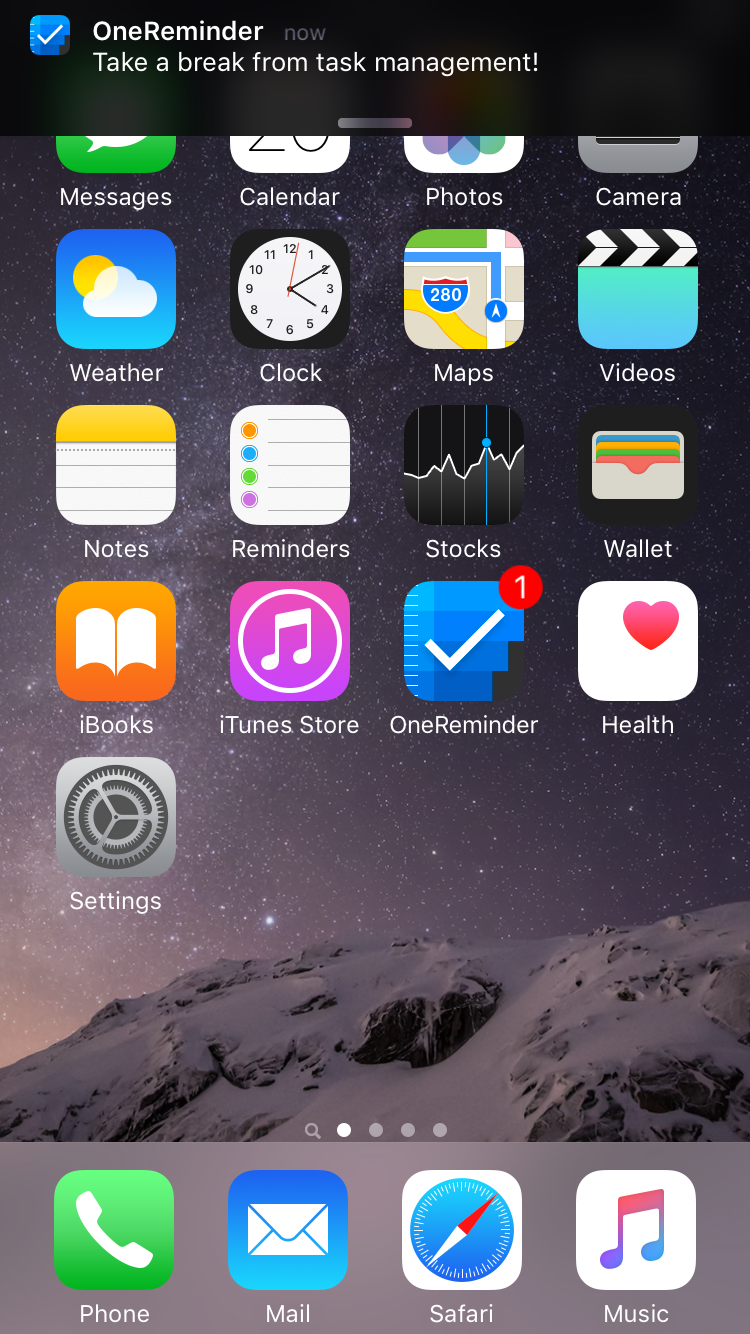 OneReminder now
Take a break from task management!
Messages Calendar Photos Camera
12 1 2 3 4 5 6 7 8 9 10 11
280
Weather Clock Maps Videos
Notes Reminders Stocks Wallet
1
iBooks iTunes Store OneReminder Health
Settings
Phone Mail Safari Music